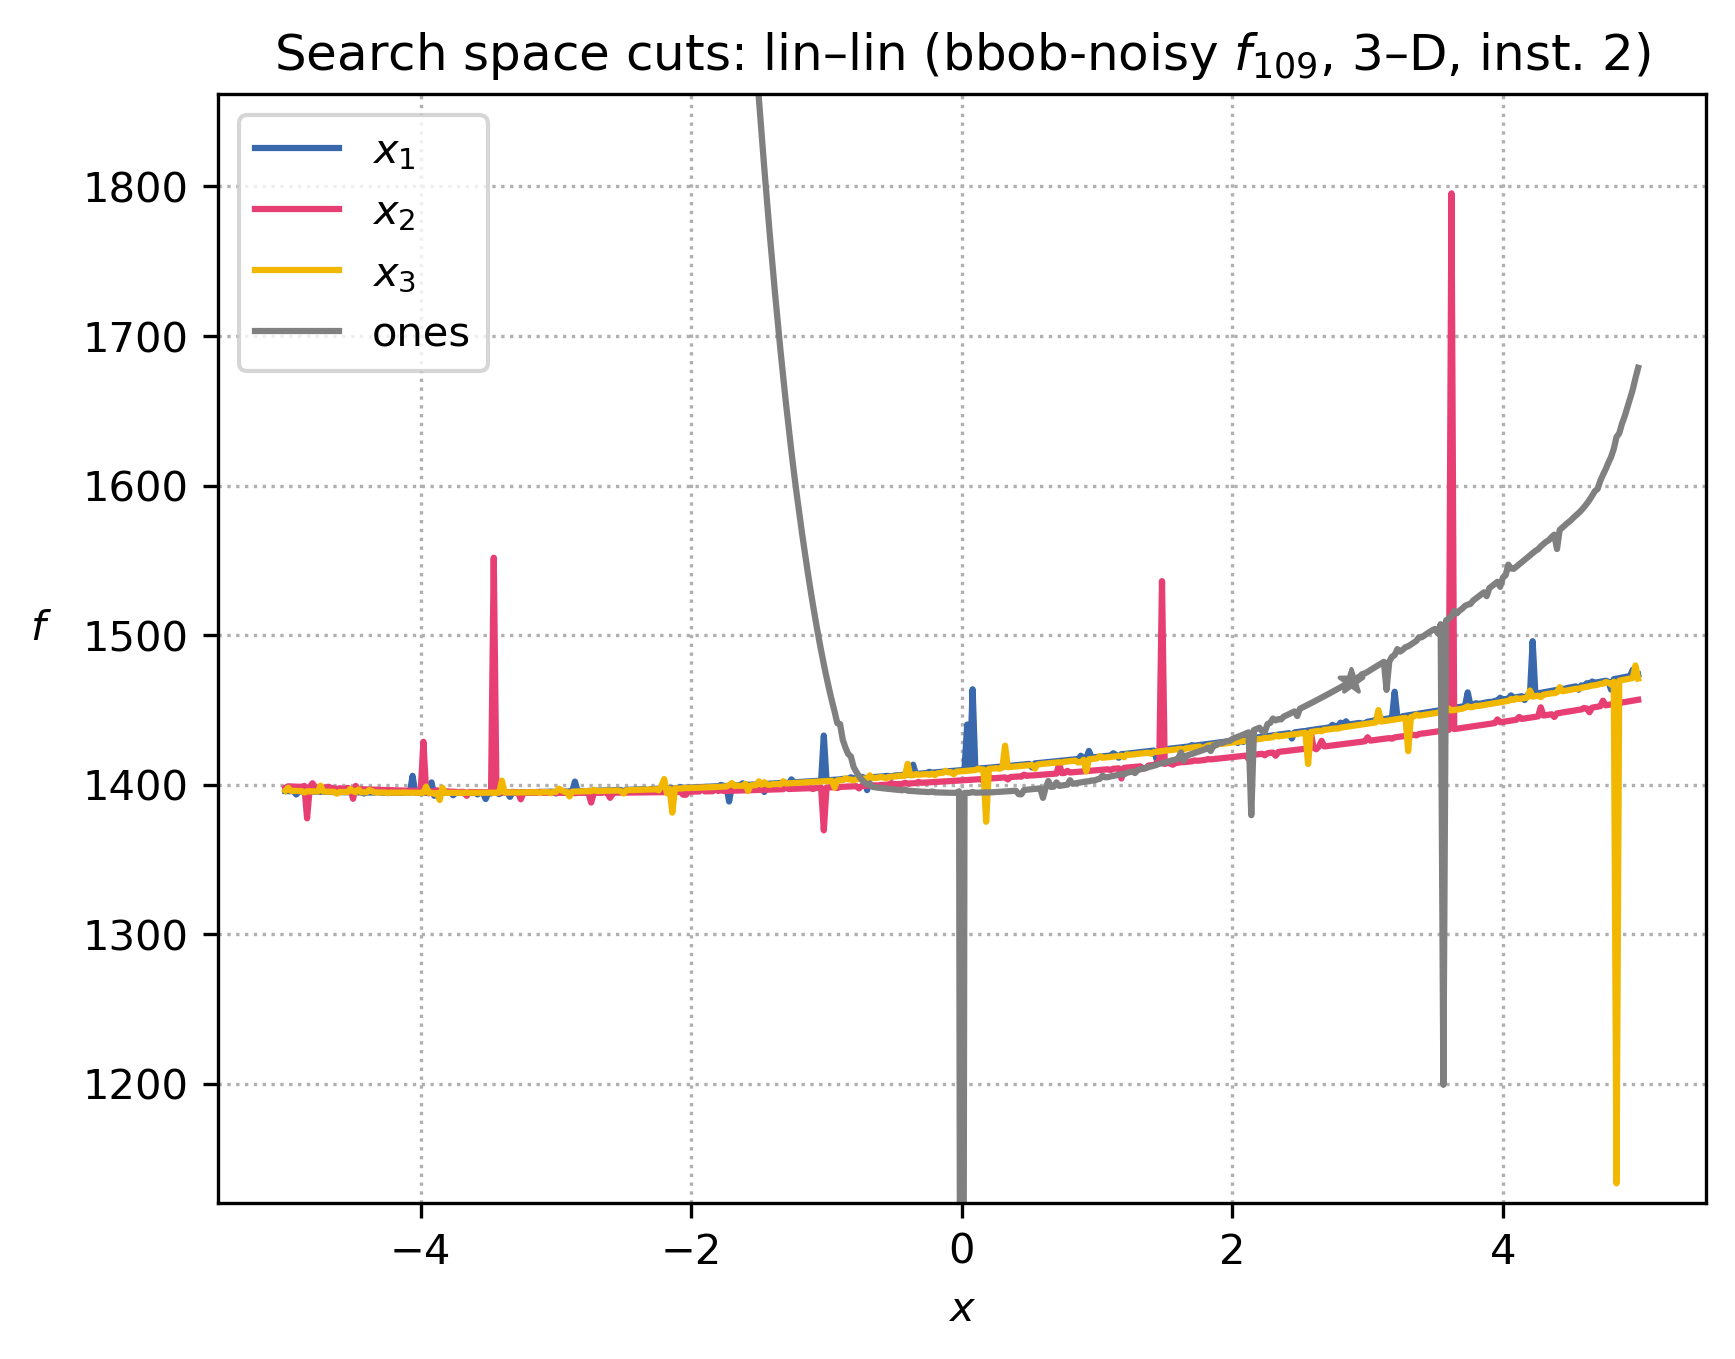 Search space cuts: lin–lin (bbob-noisy f₁₀₉, 3–D, inst. 2)
x₁
x₂
x₃
ones
1800
1700
1600
1500
1400
1300
1200
f
−4
−2
0
2
4
x